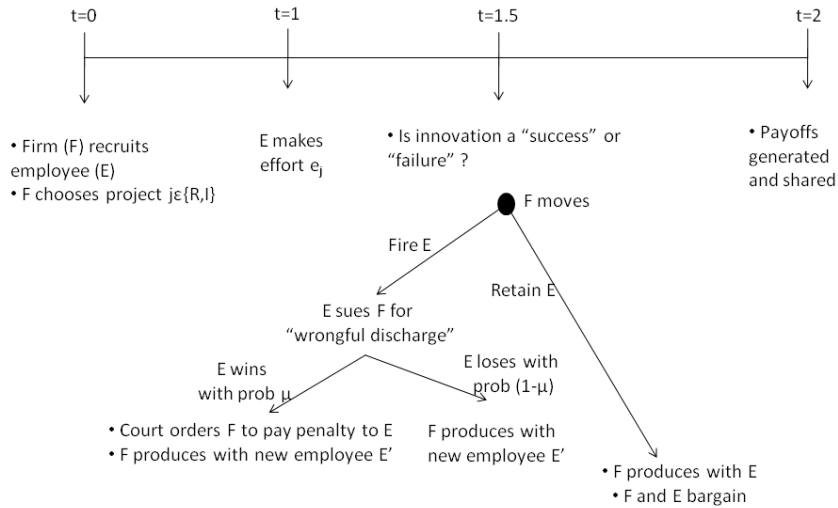 t=0
t=1
t=1.5
t=2
• Firm (F) recruits
employee (E)
• F chooses project jε{R,I}
E makes
effort eⱼ
• Is innovation a “success” or
“failure” ?
• Payoffs
generated
and shared
F moves
Fire E
Retain E
E sues F for
“wrongful discharge”
E wins
with prob μ
E loses with
prob (1-μ)
• Court orders F to pay penalty to E
• F produces with new employee E’
F produces with
new employee E’
• F produces with E
• F and E bargain